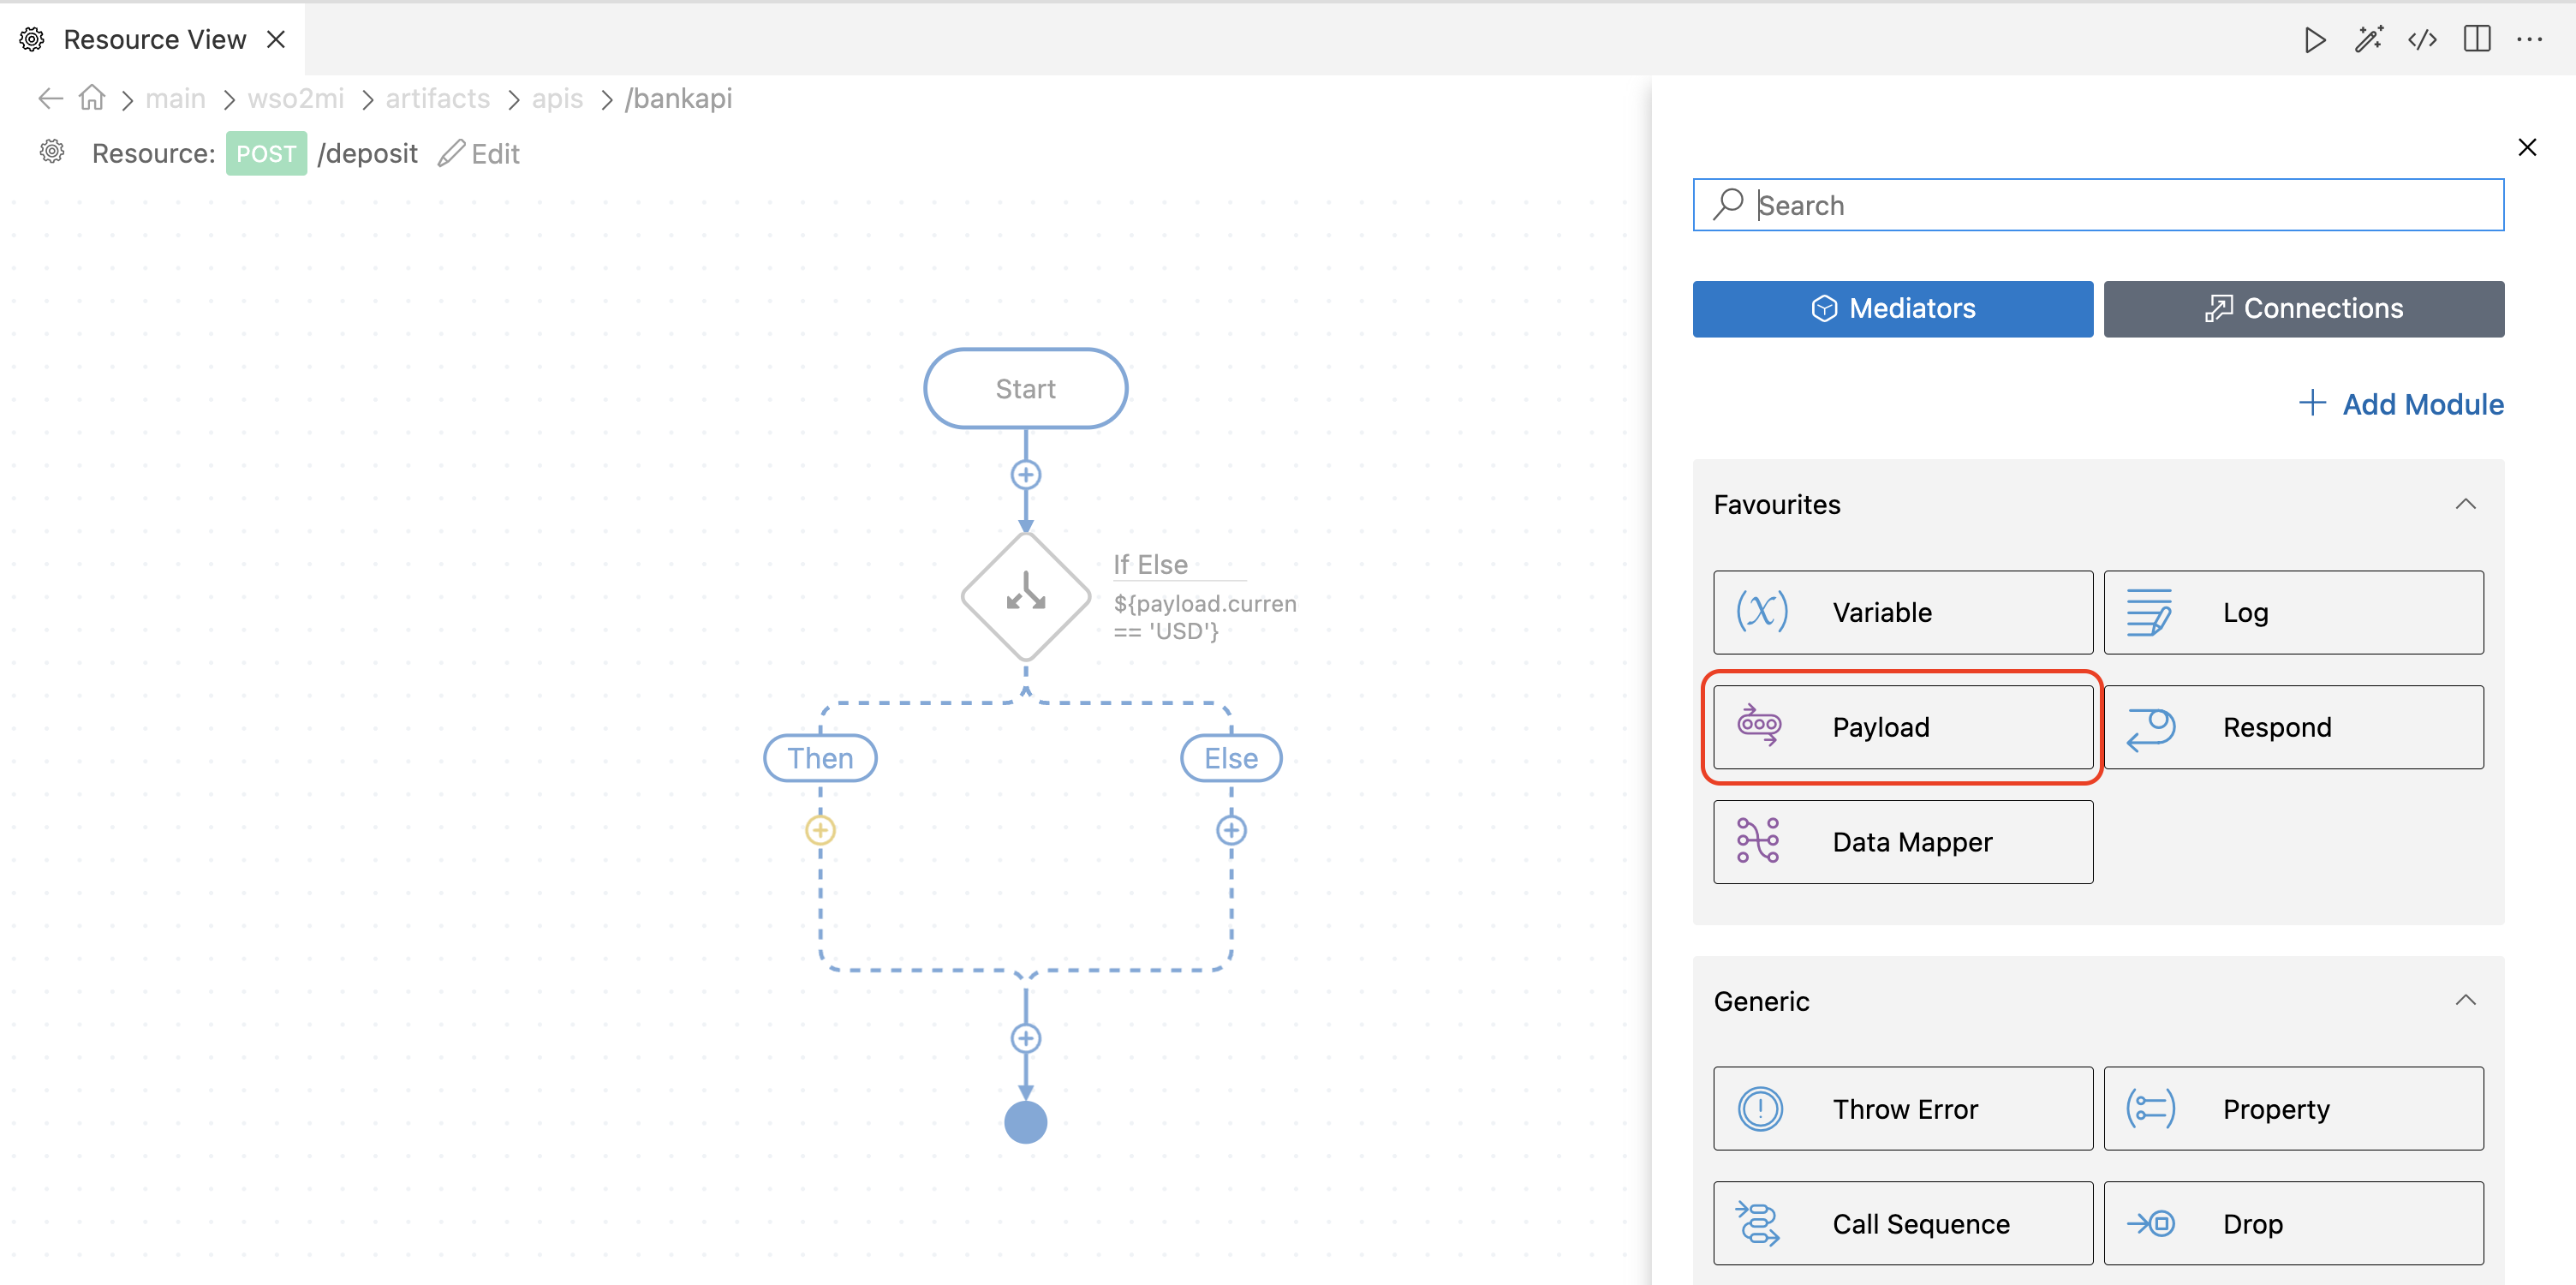 Resource View
main > wso2mi > artifacts > apis > /bankapi
Resource: POST /deposit Edit
Search
Mediators
Connections
+ Add Module
Start
If Else
${payload.curren
== 'USD'}
Then
Else
Favourites
Variable
Log
Payload
Respond
Data Mapper
Generic
Throw Error
Property
Call Sequence
Drop